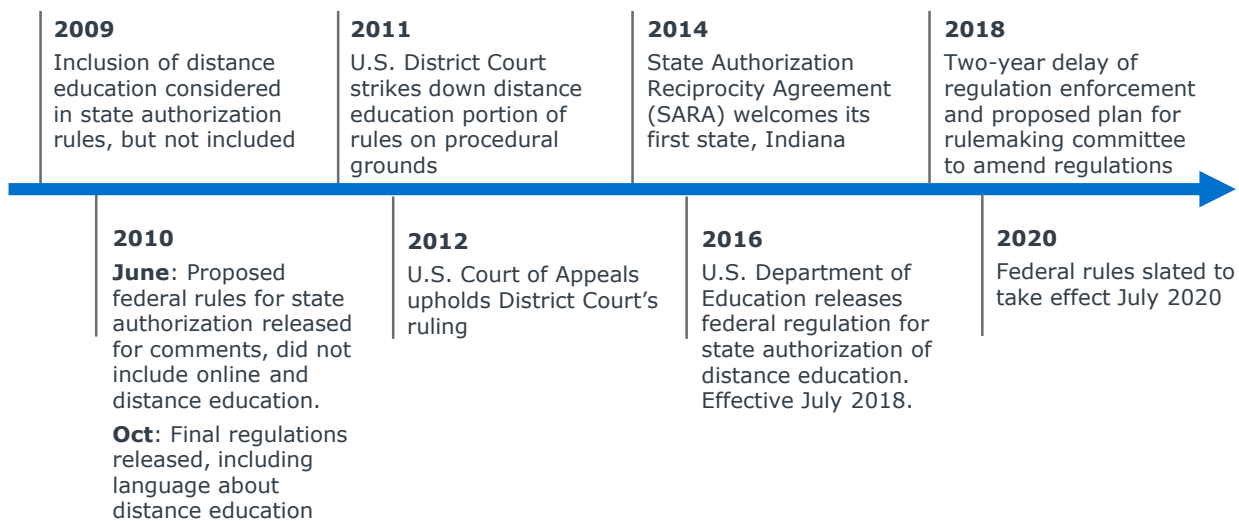 2009
Inclusion of distance
education considered
in state authorization
rules, but not included
2011
U.S. District Court
strikes down distance
education portion of
rules on procedural
grounds
2014
State Authorization
Reciprocity Agreement
(SARA) welcomes its
first state, Indiana
2018
Two-year delay of
regulation enforcement
and proposed plan for
rulemaking committee
to amend regulations
2010
June: Proposed
federal rules for state
authorization released
for comments, did not
include online and
distance education.
Oct: Final regulations
released, including
language about
distance education
2012
U.S. Court of Appeals
upholds District Court’s
ruling
2016
U.S. Department of
Education releases
federal regulation for
state authorization of
distance education.
Effective July 2018.
2020
Federal rules slated to
take effect July 2020